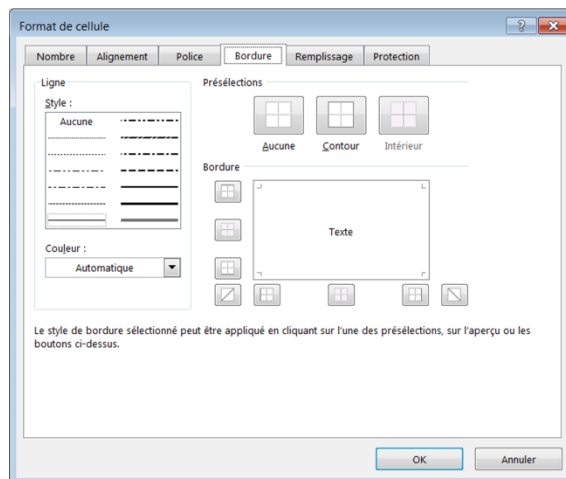 Format de cellule
Nombre Alignement Police Bordure Remplissage Protection
Ligne
Style :
Aucune
Couleur :
Automatique
Présélections
Aucune Contour Intérieur
Bordure
Texte
Le style de bordure sélectionné peut être appliqué en cliquant sur l'une des présélections, sur l'aperçu ou les
boutons ci-dessus.
OK Annuler